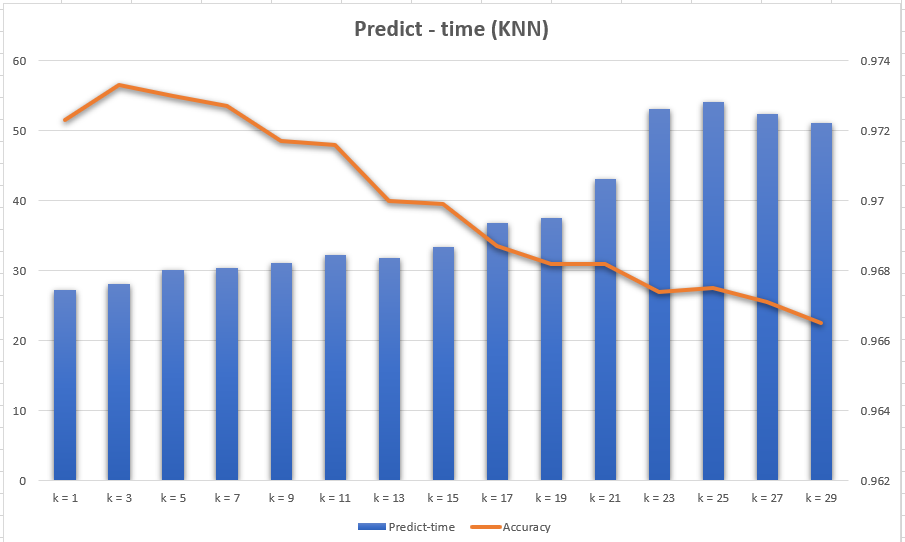 Predict - time (KNN)
60 0.974
50 0.972
40 0.97
30 0.968
20 0.966
10 0.964
0 0.962
k = 1 k = 3 k = 5 k = 7 k = 9 k = 11 k = 13 k = 15 k = 17 k = 19 k = 21 k = 23 k = 25 k = 27 k = 29
Predict-time Accuracy